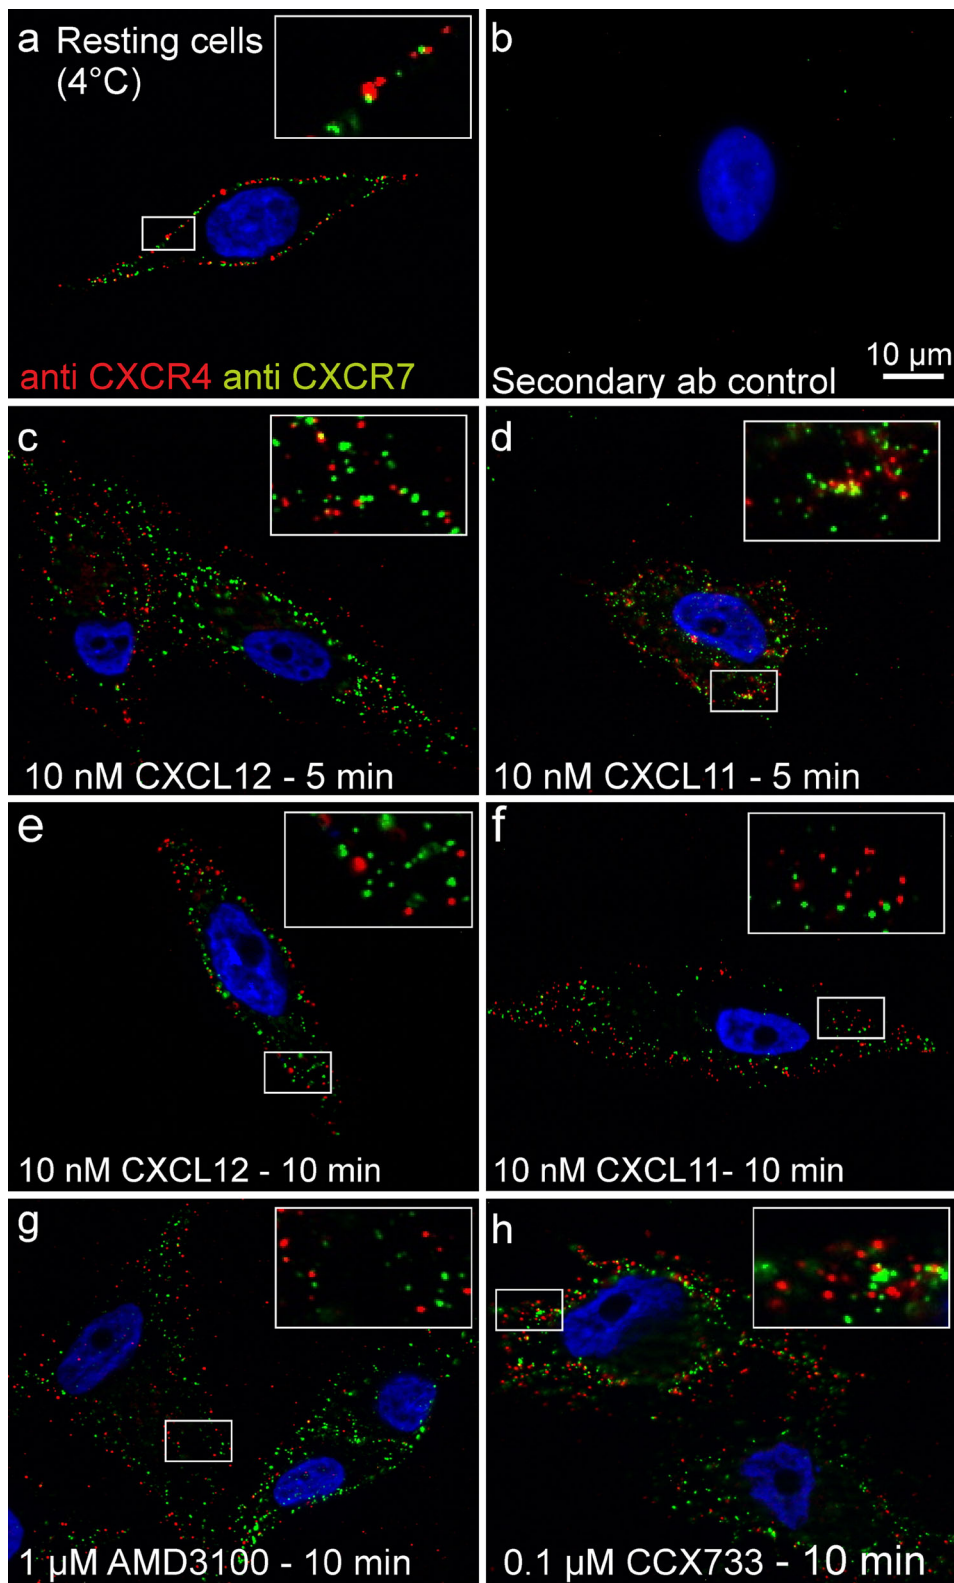 a Resting cells
(4°C)
anti CXCR4 anti CXCR7
b
10 µm
Secondary ab control
c
10 nM CXCL12 - 5 min
d
10 nM CXCL11 - 5 min
e
10 nM CXCL12 - 10 min
f
10 nM CXCL11- 10 min
g
1 µM AMD3100 - 10 min
h
0.1 µM CCX733 - 10 min